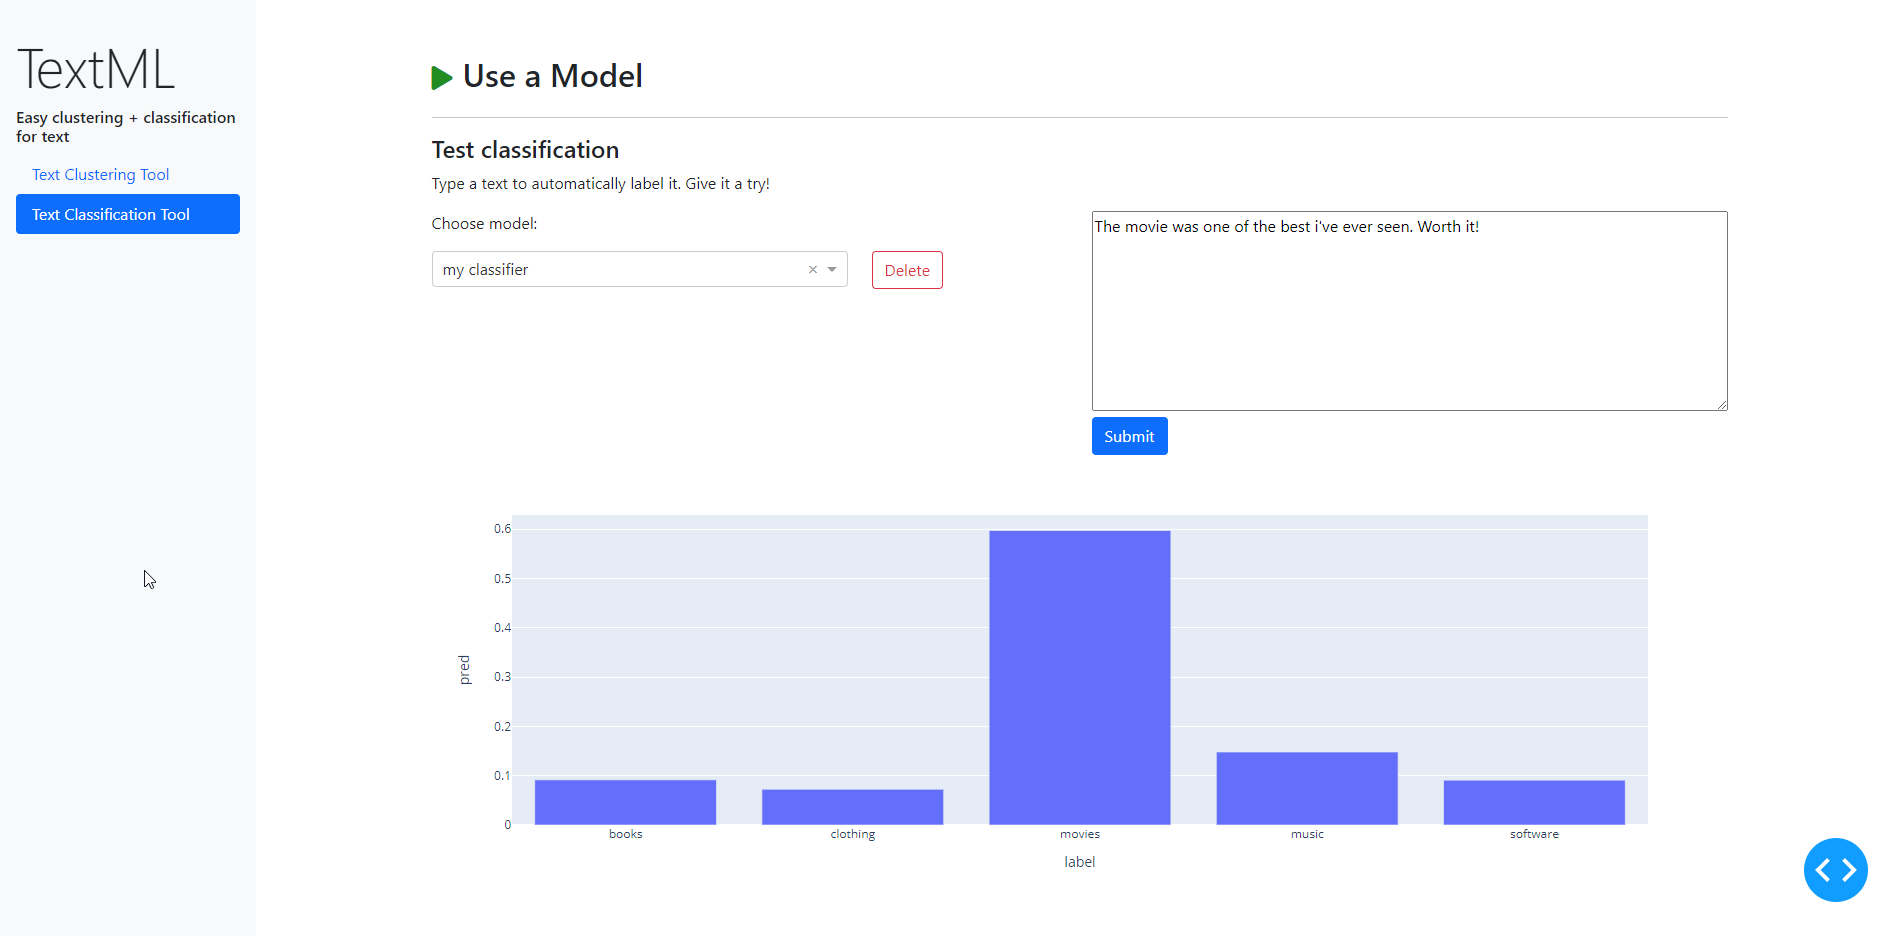 TextML
Easy clustering + classification
for text
Text Clustering Tool
Text Classification Tool
Use a Model
Test classification
Type a text to automatically label it. Give it a try!
Choose model:
my classifier
Delete
The movie was one of the best i've ever seen. Worth it!
Submit
0.6
0.5
0.4
0.3
0.2
0.1
0
pred
books clothing movies music software
label